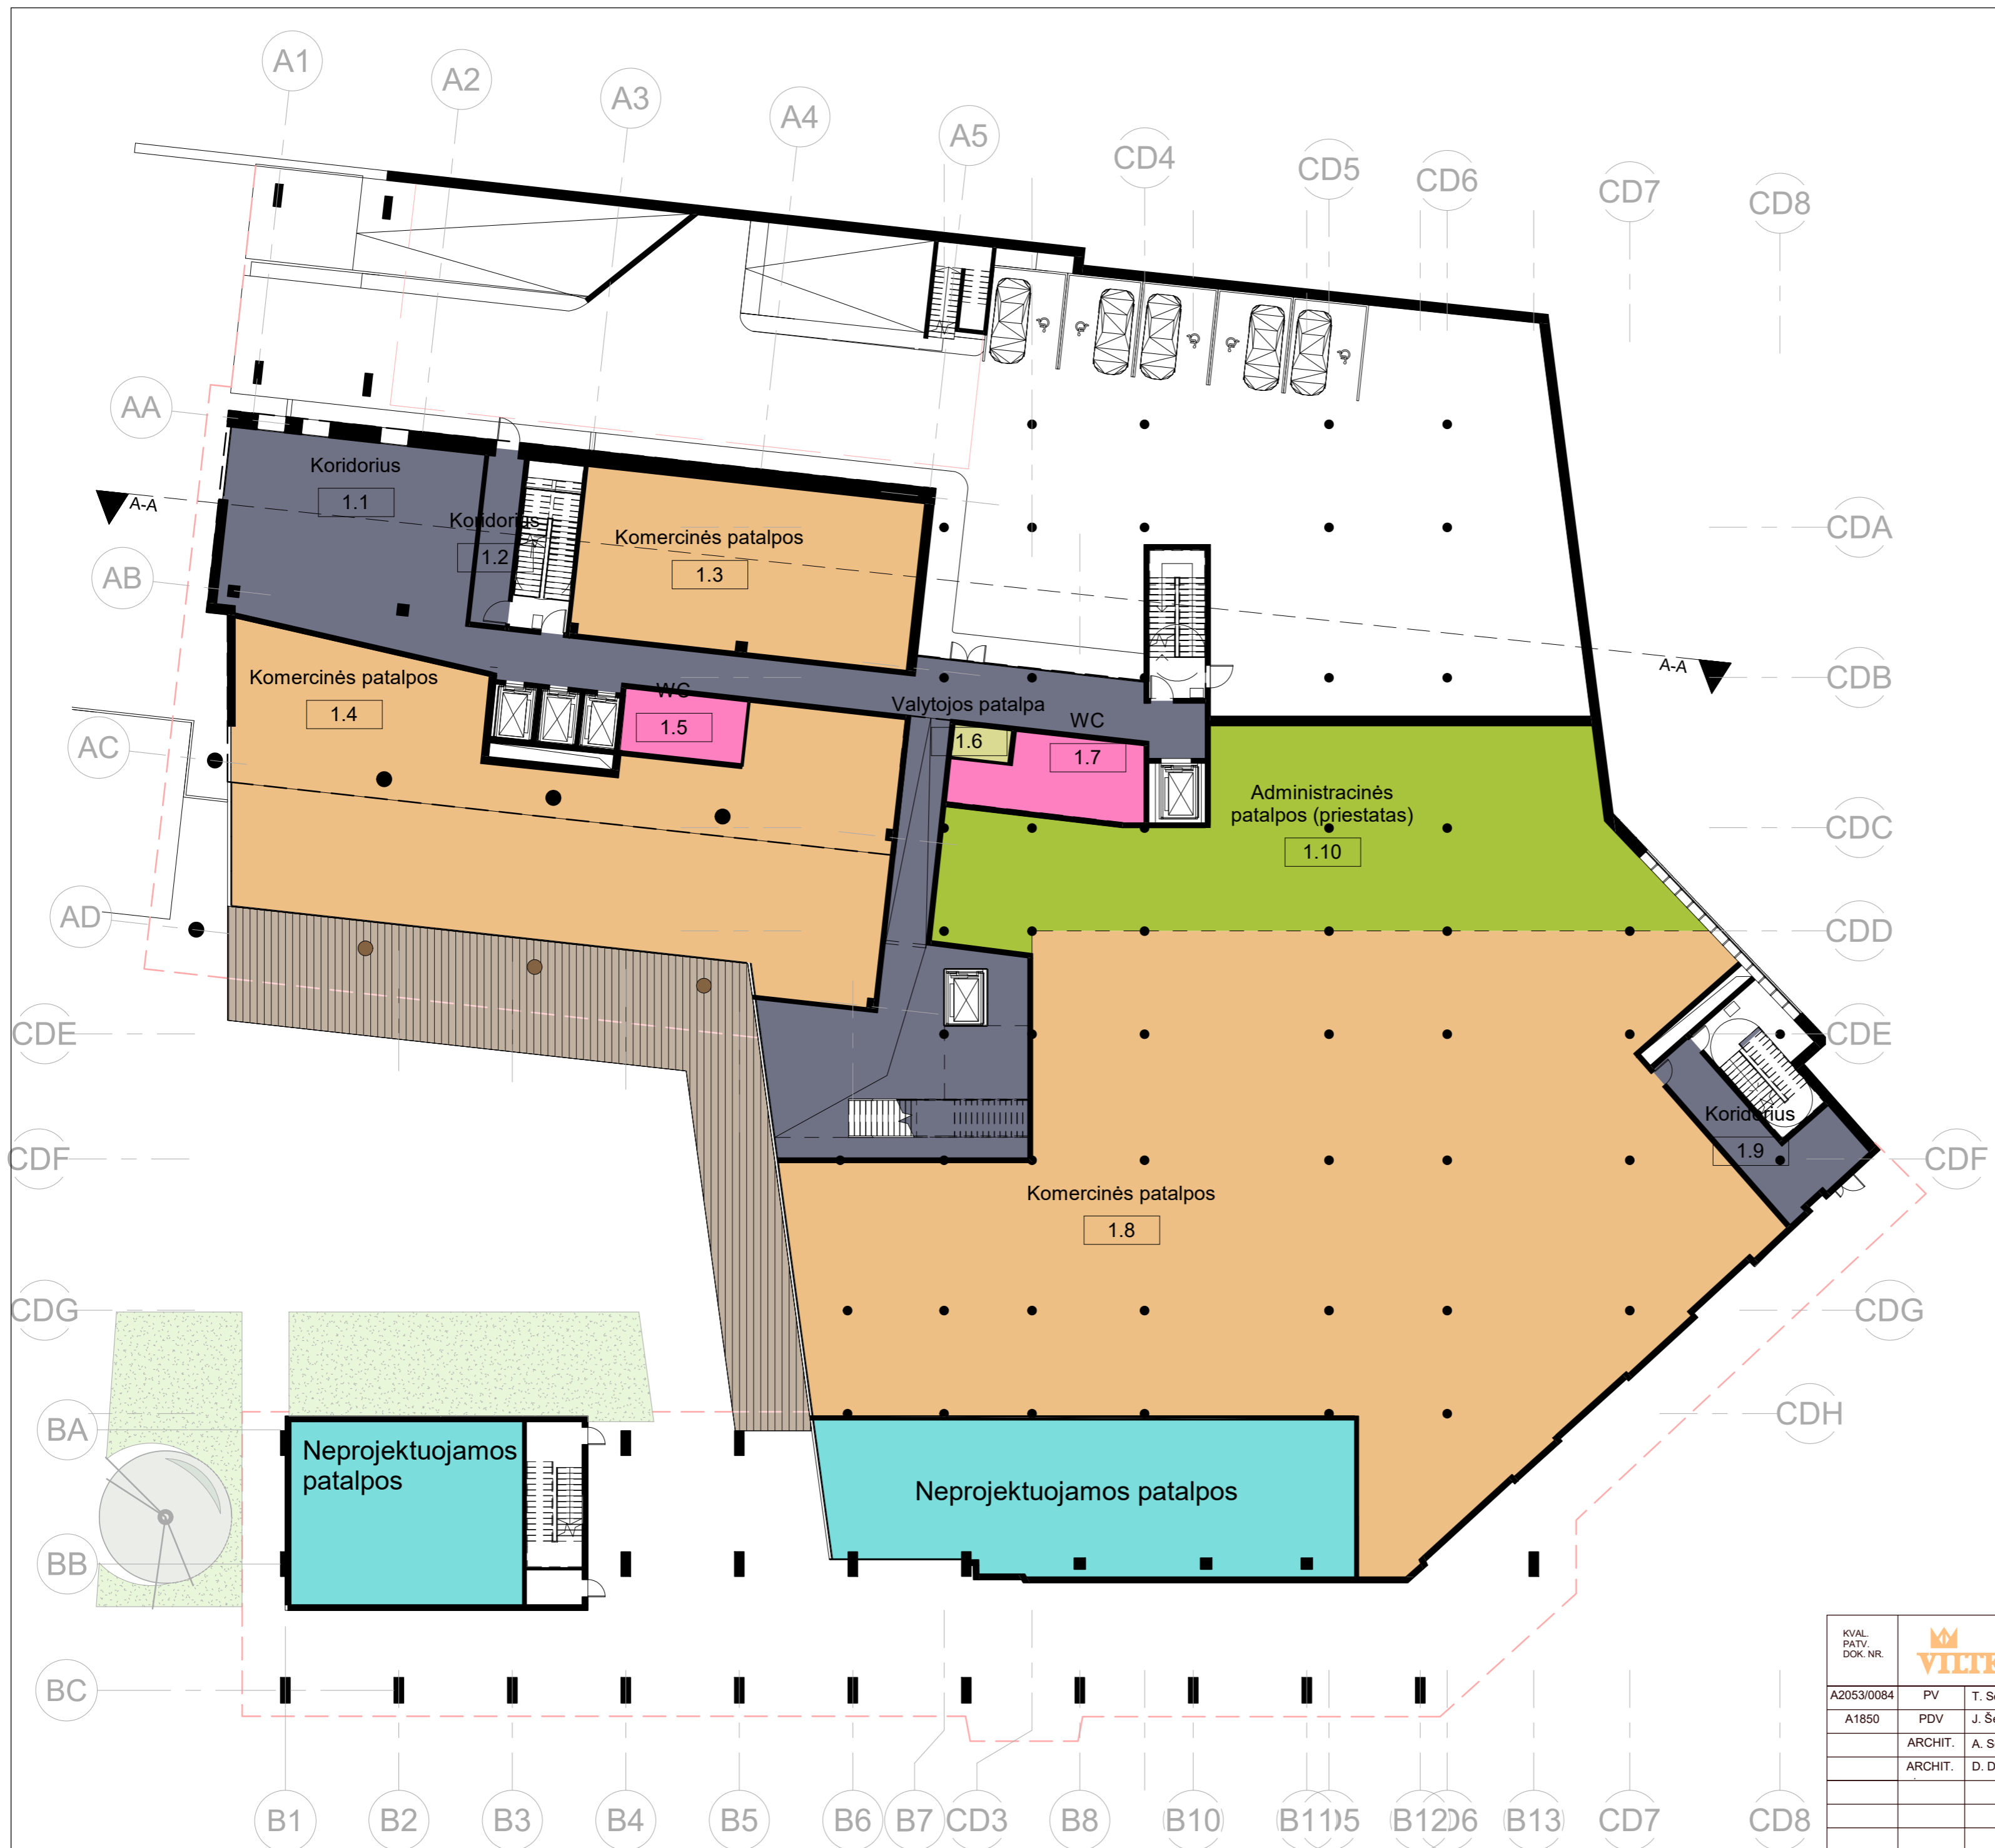 A1
A2
A3
A4
A5
CD4
CD5
CD6
CD7
CD8
AA
Koridorius
1.1
A-A
Koridorius
1.2
Komercinės patalpos
1.3
CDA
AB
A-A
CDB
Komercinės patalpos
1.4
WC
1.5
Valytojos patalpa
1.6
WC
1.7
AC
Administracinės
patalpos (priestatas)
1.10
CDC
AD
CDD
CDE
CDE
Koridorius
1.9
CDF
CDF
Komercinės patalpos
1.8
CDG
CDG
CDH
BA
Neprojektuojamos
patalpos
Neprojektuojamos patalpos
BB
BC
KVAL.
PATV.
DOK. NR.
A2053/0084 PV
A1850 PDV
ARCHIT.
ARCHIT.
B1
B2
B3
B4
B5
B6
B7
CD3
B8
B10
B11
B12
B13
CD7
CD8